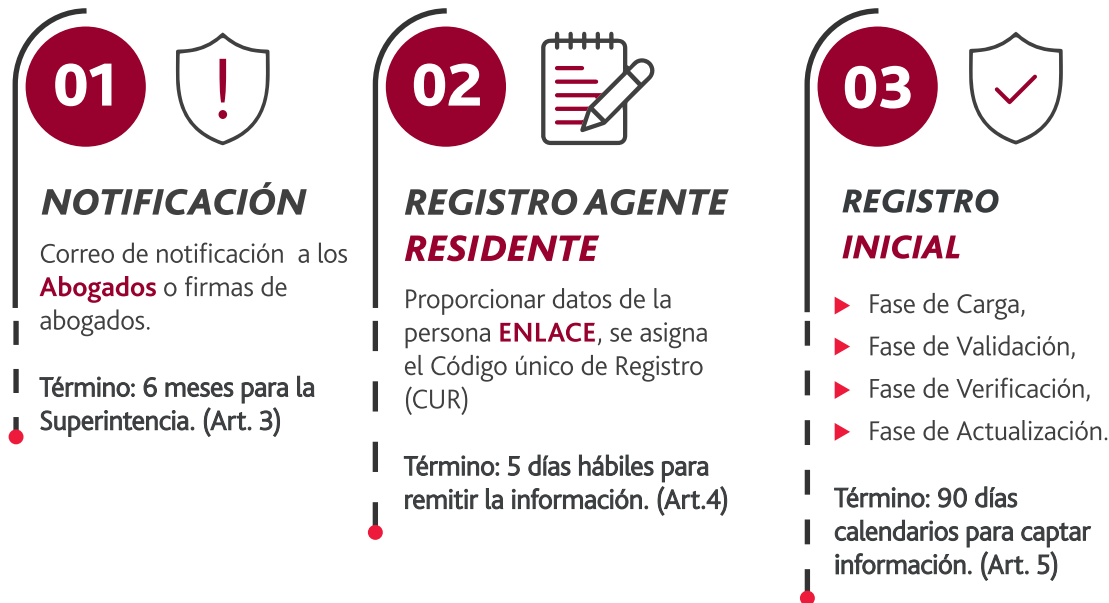 01
NOTIFICACIÓN
Correo de notificación a los
Abogados o firmas de
abogados.
Término: 6 meses para la
Superintencia. (Art. 3)
02
REGISTRO AGENTE
RESIDENTE
Proporcionar datos de la
persona ENLACE, se asigna
el Código único de Registro
(CUR)
Término: 5 días hábiles para
remitir la información. (Art.4)
03
REGISTRO
INICIAL
Fase de Carga,
Fase de Validación,
Fase de Verificación,
Fase de Actualización.
Término: 90 días
calendarios para captar
información. (Art. 5)